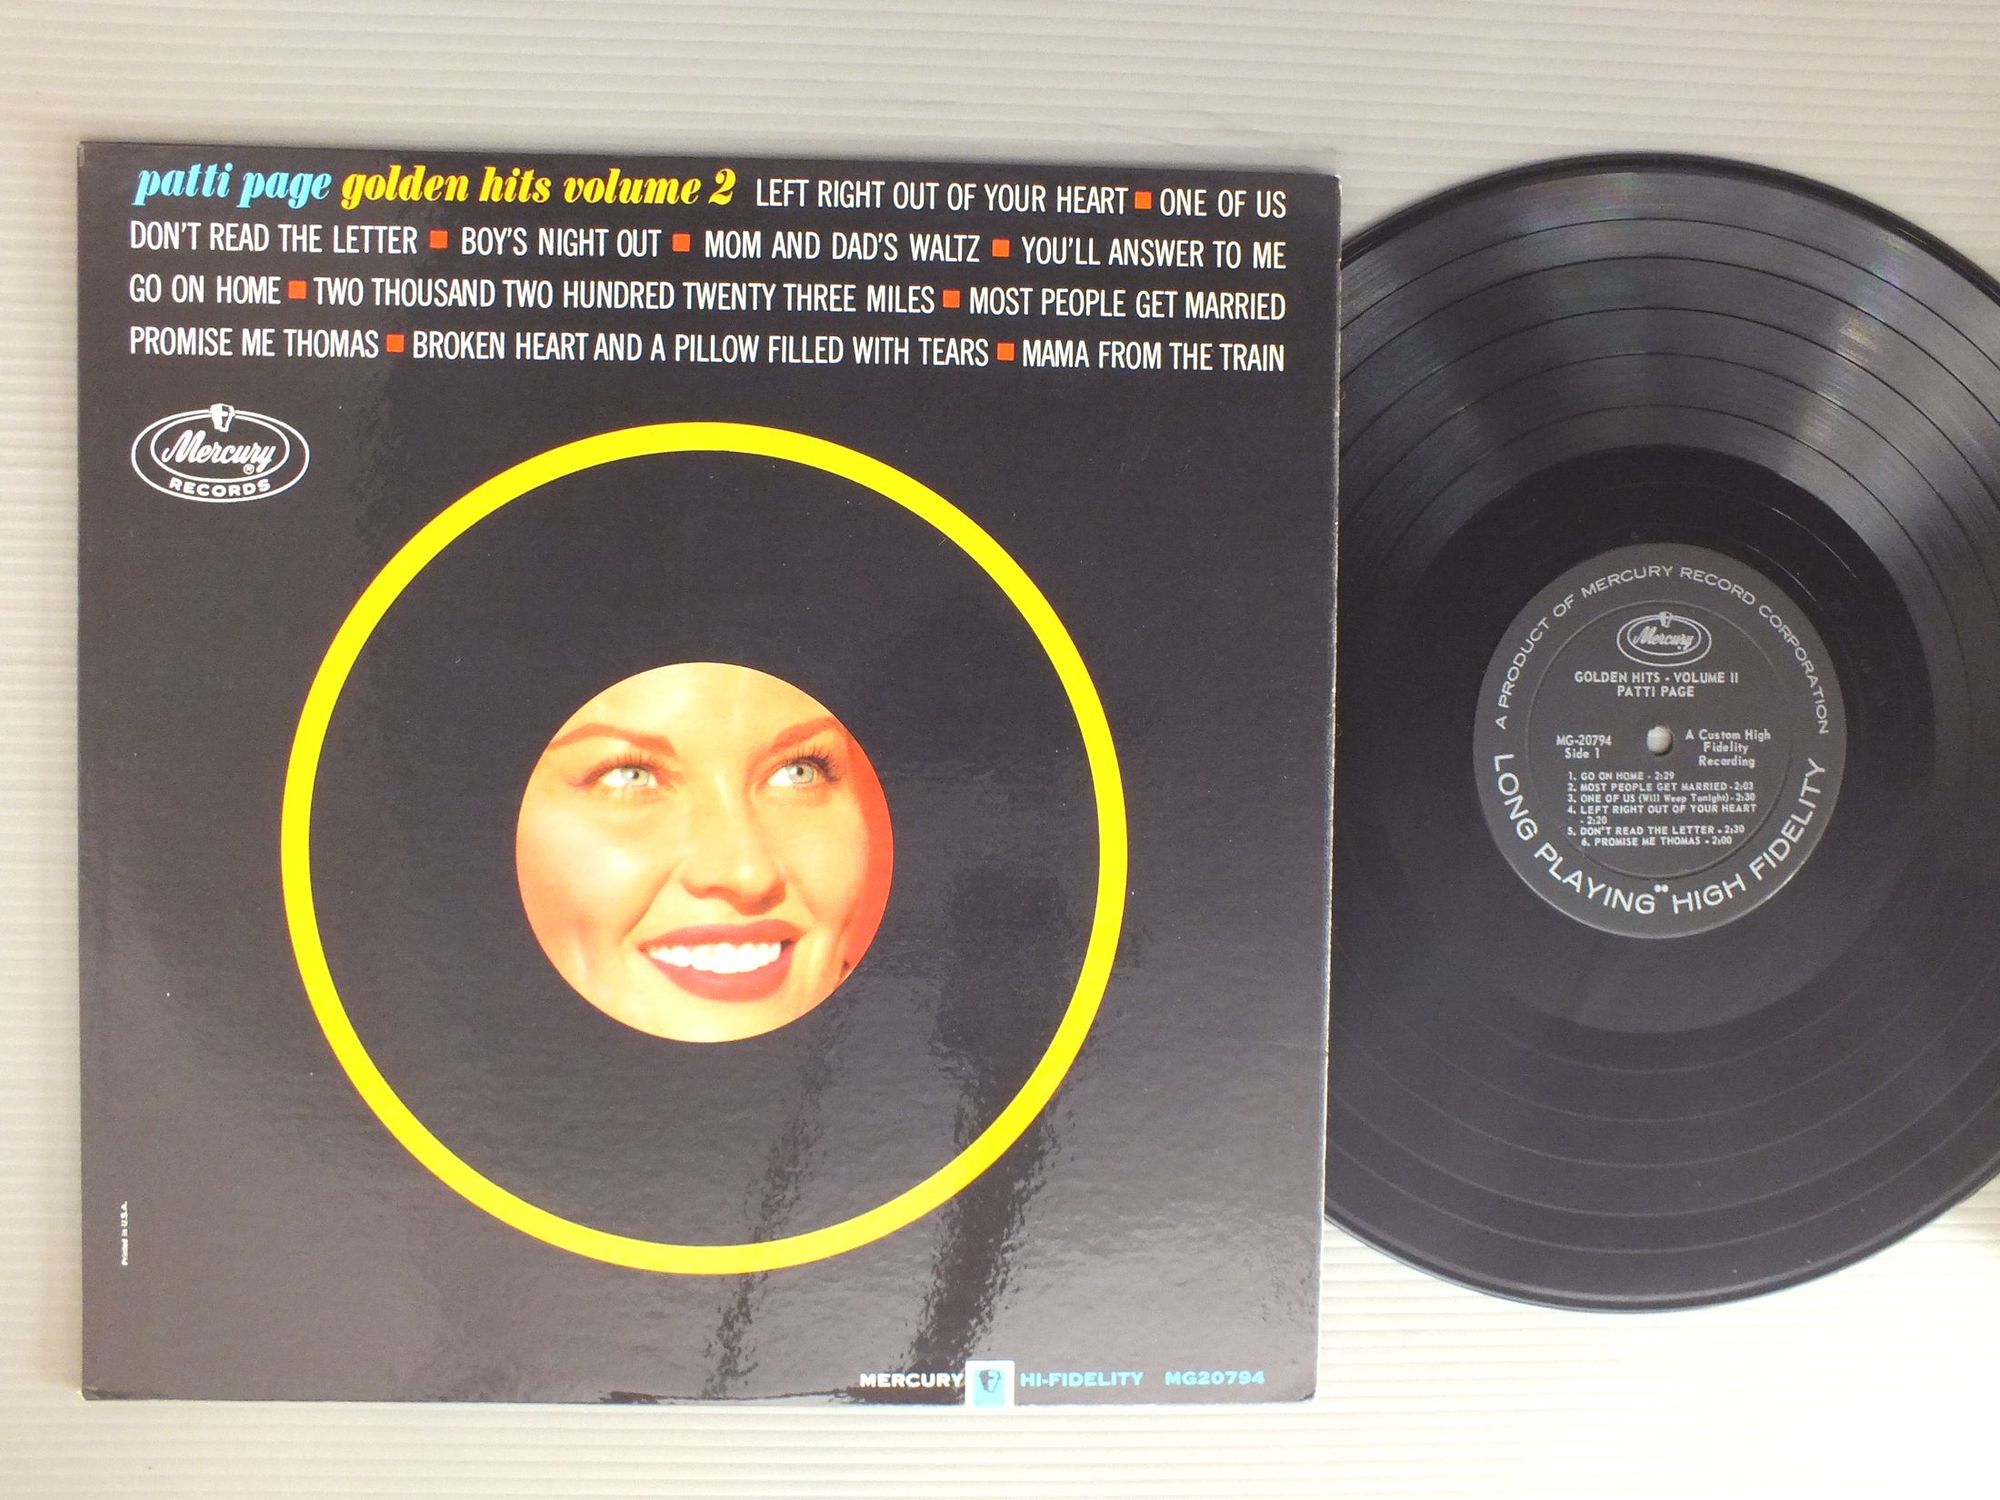 patti page golden hits volume 2 LEFT RIGHT OUT OF YOUR HEART ■ ONE OF US
DON'T READ THE LETTER ■ BOY'S NIGHT OUT ■ MOM AND DAD'S WALTZ ■ YOU'LL ANSWER TO ME
GO ON HOME ■ TWO THOUSAND TWO HUNDRED TWENTY THREE MILES ■ MOST PEOPLE GET MARRIED
PROMISE ME THOMAS ■ BROKEN HEART AND A PILLOW FILLED WITH TEARS ■ MAMA FROM THE TRAIN
Mercury ®
RECORDS
Printed in U.S.A.
MERCURY HI-FIDELITY MG20794
A PRODUCT OF MERCURY RECORD CORPORATION
Mercury
GOLDEN HITS - VOLUME II
PATTI PAGE
MG-20794
Side 1
A Custom High
Fidelity
Recording
1. GO ON HOME - 2:29
2. MOST PEOPLE GET MARRIED - 2:03
3. ONE OF US (Will Weep Tonight) - 2:30
4. LEFT RIGHT OUT OF YOUR HEART
- 2:20
5. DON'T READ THE LETTER - 2:30
6. PROMISE ME THOMAS - 2:00
LONG PLAYING HIGH FIDELITY